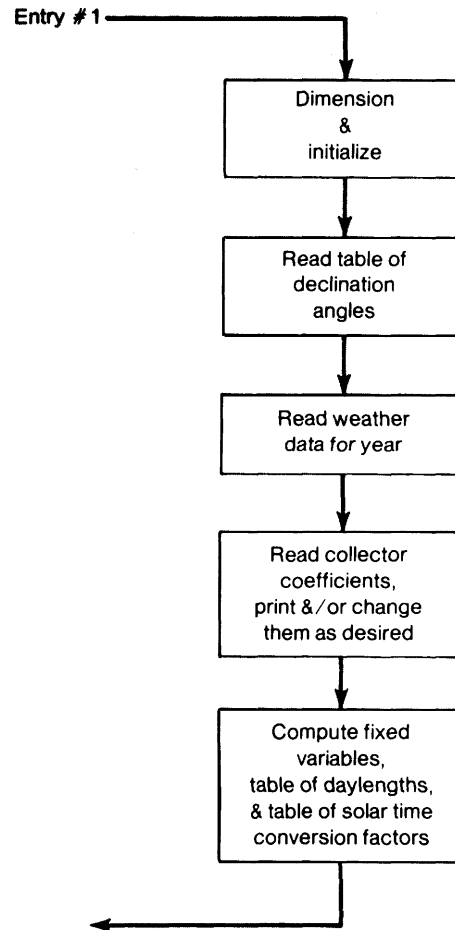 Entry #1
Dimension
&
initialize
Read table of
declination
angles
Read weather
data for year
Read collector
coefficients,
print &/or change
them as desired
Compute fixed
variables,
table of daylengths,
& table of solar time
conversion factors